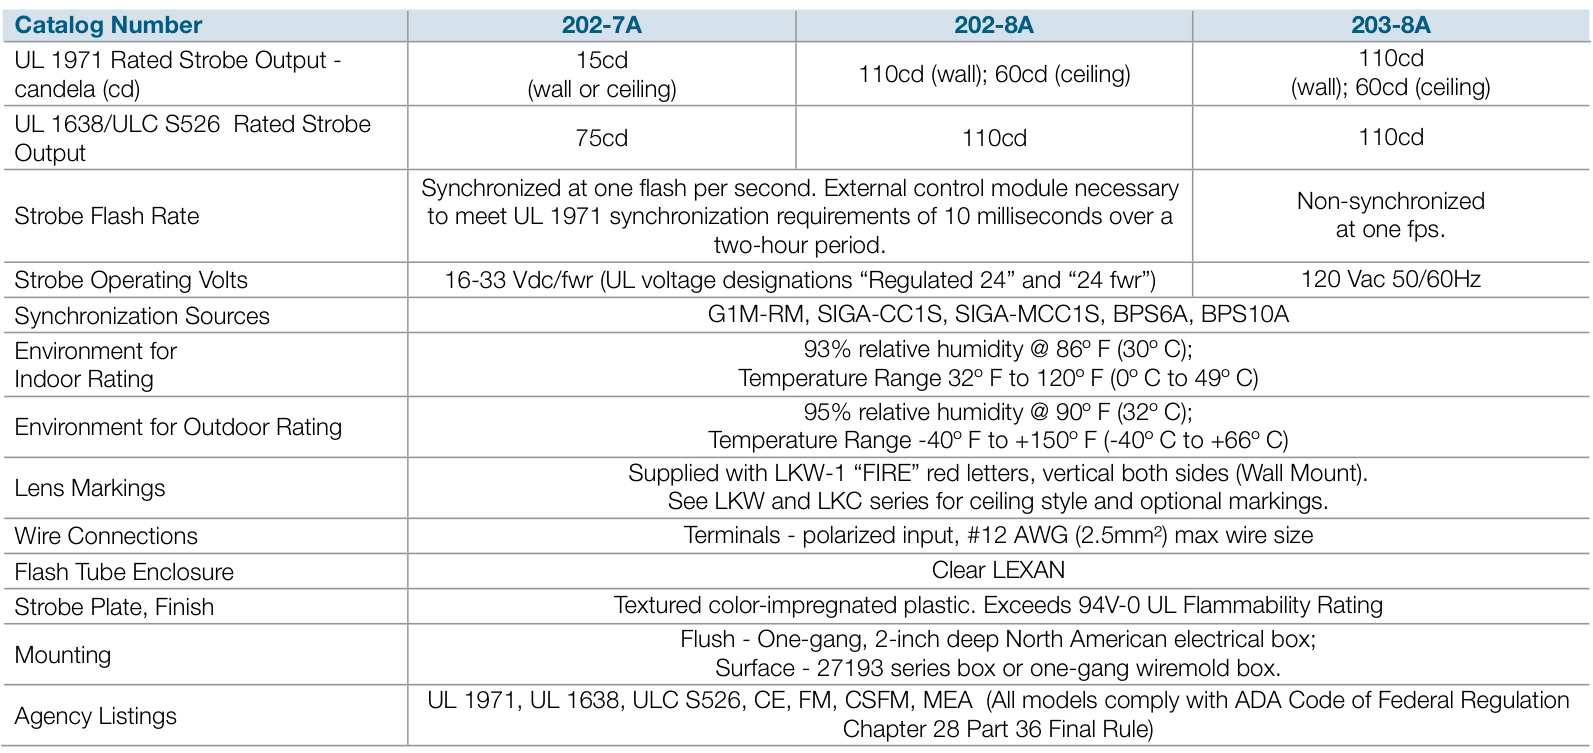 Catalog Number 202-7A 202-8A 203-8A
UL 1971 Rated Strobe Output -
candela (cd)
15cd
(wall or ceiling)
110cd (wall); 60cd (ceiling)
110cd
(wall); 60cd (ceiling)
UL 1638/ULC S526  Rated Strobe
Output
75cd
110cd
110cd
Strobe Flash Rate
Synchronized at one flash per second. External control module necessary
to meet UL 1971 synchronization requirements of 10 milliseconds over a
two-hour period.
Non-synchronized
at one fps.
Strobe Operating Volts
16-33 Vdc/fwr (UL voltage designations “Regulated 24” and “24 fwr”)
120 Vac 50/60Hz
Synchronization Sources
G1M-RM, SIGA-CC1S, SIGA-MCC1S, BPS6A, BPS10A
Environment for
Indoor Rating
93% relative humidity @ 86º F (30º C);
Temperature Range 32º F to 120º F (0º C to 49º C)
Environment for Outdoor Rating
95% relative humidity @ 90º F (32º C);
Temperature Range -40º F to +150º F (-40º C to +66º C)
Lens Markings
Supplied with LKW-1 “FIRE” red letters, vertical both sides (Wall Mount).
See LKW and LKC series for ceiling style and optional markings.
Wire Connections
Terminals - polarized input, #12 AWG (2.5mm²) max wire size
Flash Tube Enclosure
Clear LEXAN
Strobe Plate, Finish
Textured color-impregnated plastic. Exceeds 94V-0 UL Flammability Rating
Mounting
Flush - One-gang, 2-inch deep North American electrical box;
Surface - 27193 series box or one-gang wiremold box.
Agency Listings
UL 1971, UL 1638, ULC S526, CE, FM, CSFM, MEA  (All models comply with ADA Code of Federal Regulation
Chapter 28 Part 36 Final Rule)